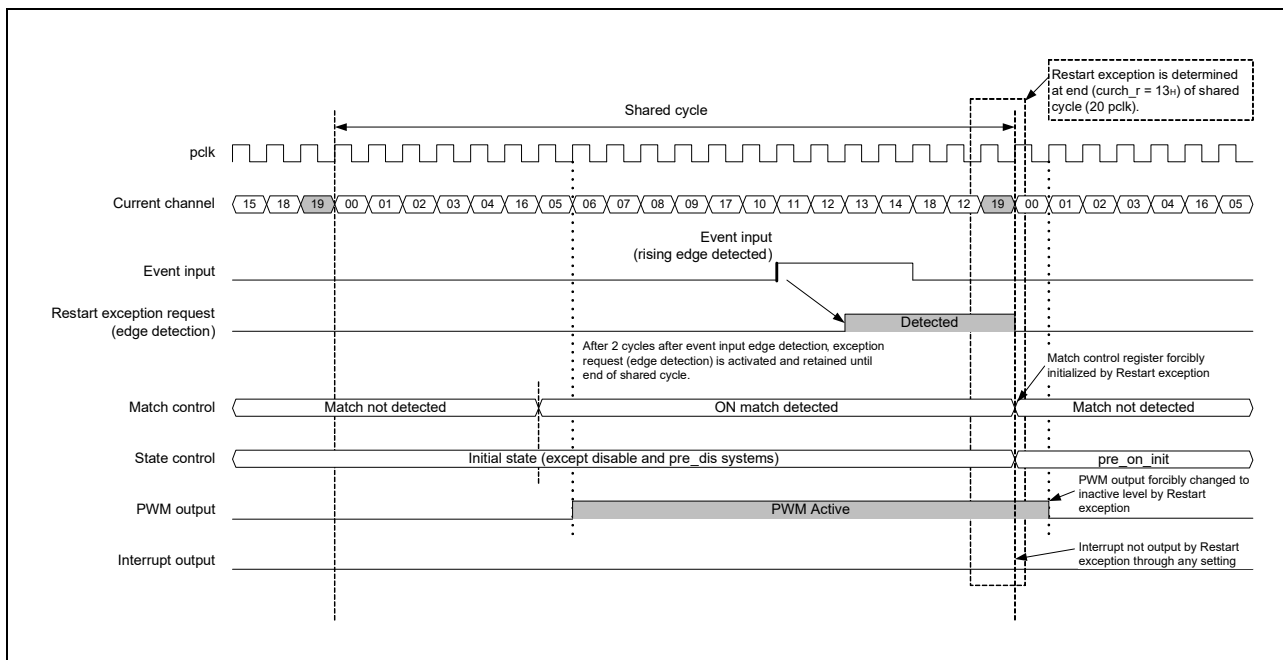 Restart exception is determined
at end (curch_r = 13H) of shared
cycle (20 pclk).
Shared cycle
pclk
Current channel
15 18 19 00 01 02 03 04 16 05 06 07 08 09 17 10 11 12 13 14 18 12 19 00 01 02 03 04 16 05
Event input
(rising edge detected)
Event input
Restart exception request
(edge detection)
Detected
After 2 cycles after event input edge detection, exception
request (edge detection) is activated and retained until
end of shared cycle.
Match control register forcibly
initialized by Restart exception
Match control
Match not detected
ON match detected
Match not detected
State control
Initial state (except disable and pre_dis systems)
pre_on_init
PWM output forcibly changed to
inactive level by Restart
exception
PWM output
PWM Active
Interrupt output
Interrupt not output by Restart
exception through any setting